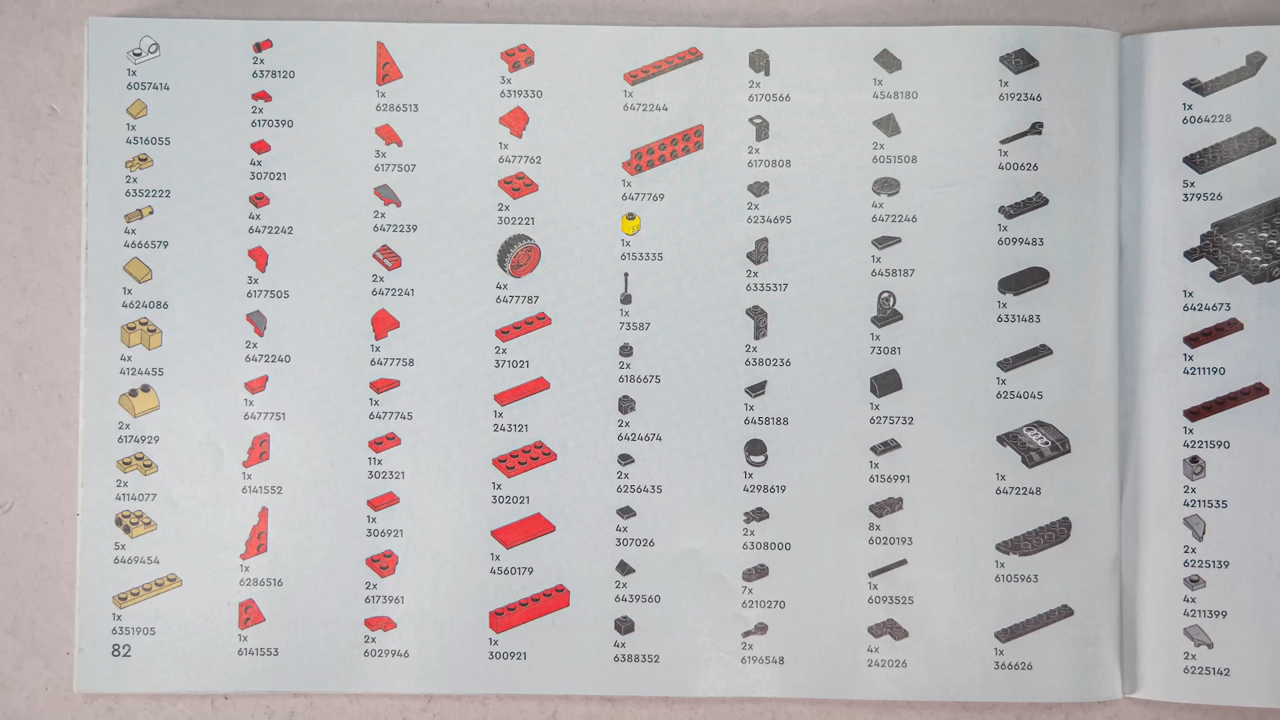 1x
6057414
1x
4516055
2x
6352222
4x
4666579
1x
4624086
4x
4124455
2x
6174929
2x
4114077
5x
6469454
1x
6351905
82
2x
6378120
2x
6170390
4x
307021
4x
6472242
3x
6177505
2x
6472240
1x
6477751
1x
6141552
1x
6286516
1x
6141553
1x
6286513
3x
6177507
2x
6472239
2x
6472241
1x
6477758
1x
6477745
11x
302321
1x
306921
2x
6173961
2x
6029946
3x
6319330
1x
6477762
2x
302221
4x
6477787
2x
371021
1x
243121
1x
302021
1x
4560179
1x
300921
1x
6472244
1x
6477769
1x
6153335
1x
73587
2x
6186675
2x
6424674
2x
6256435
4x
307026
2x
6439560
4x
6388352
2x
6170566
2x
6170808
2x
6234695
2x
6335317
2x
6380236
1x
6458188
1x
4298619
2x
6308000
7x
6210270
2x
6196548
1x
4548180
2x
6051508
4x
6472246
1x
6458187
1x
73081
1x
6275732
1x
6156991
8x
6020193
1x
6093525
4x
242026
1x
6192346
1x
400626
1x
6099483
1x
6331483
1x
6254045
1x
6472248
1x
6105963
1x
366626
1x
6064228
5x
379526
1x
6424673
1x
4211190
1x
4221590
2x
4211535
2x
6225139
4x
4211399
2x
6225142